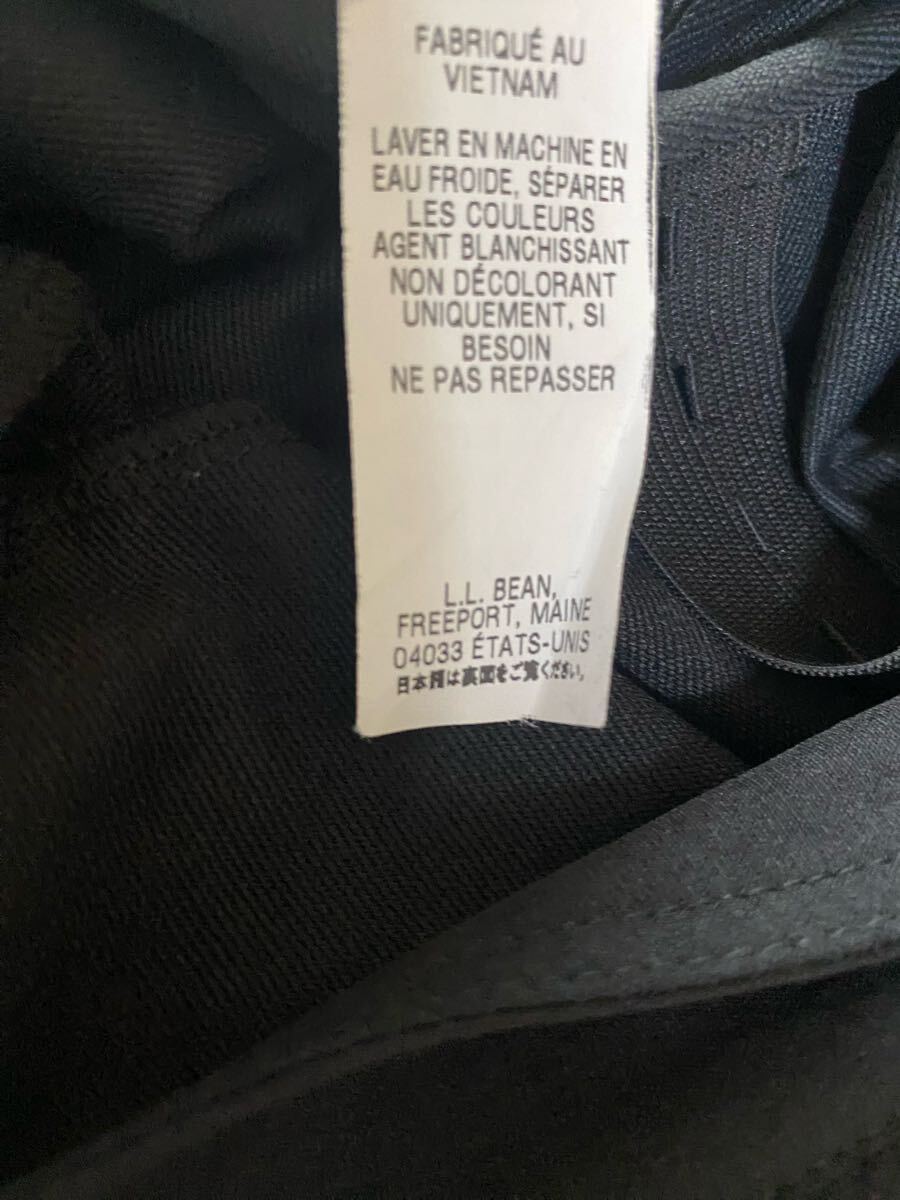 FABRIQUÉ AU
VIETNAM
LAVER EN MACHINE EN
EAU FROIDE, SÉPARER
LES COULEURS
AGENT BLANCHISSANT
NON DÉCOLORANT
UNIQUEMENT, SI
BESOIN
NE PAS REPASSER
L.L. BEAN,
FREEPORT, MAINE
04033 ÉTATS-UNIS
日本語は裏面をご覧ください。